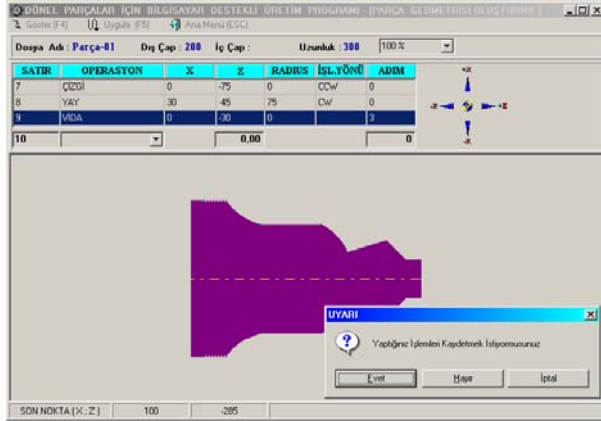 DÖNEL PARÇALAR İÇİN BİLGİSAYAR DESTEKLİ ÜRETİM PROGRAMI - [PARÇA GEOMETRİSİ OLUŞTURMA]
Göster (F4) Uygula (F5) Ana Menü (ESC)
Dosya Adı : Parça-01 Dış Çap : 200 İç Çap : Uzunluk : 300 100 %
SATIR OPERASYON X Z RADIUS İŞL.YÖNÜ ADIM
7 ÇİZGİ 0 -75 0 CCW 0
8 YAY 30 -45 75 CW 0
9 VİDA 0 -30 0 3
10 0,00 0
+X
-Z +Z
-X
UYARI
Yaptığınız İşlemleri Kaydetmek İstiyormusunuz
Evet Hayır İptal
SON NOKTA ( X ; Z ) 100 -285